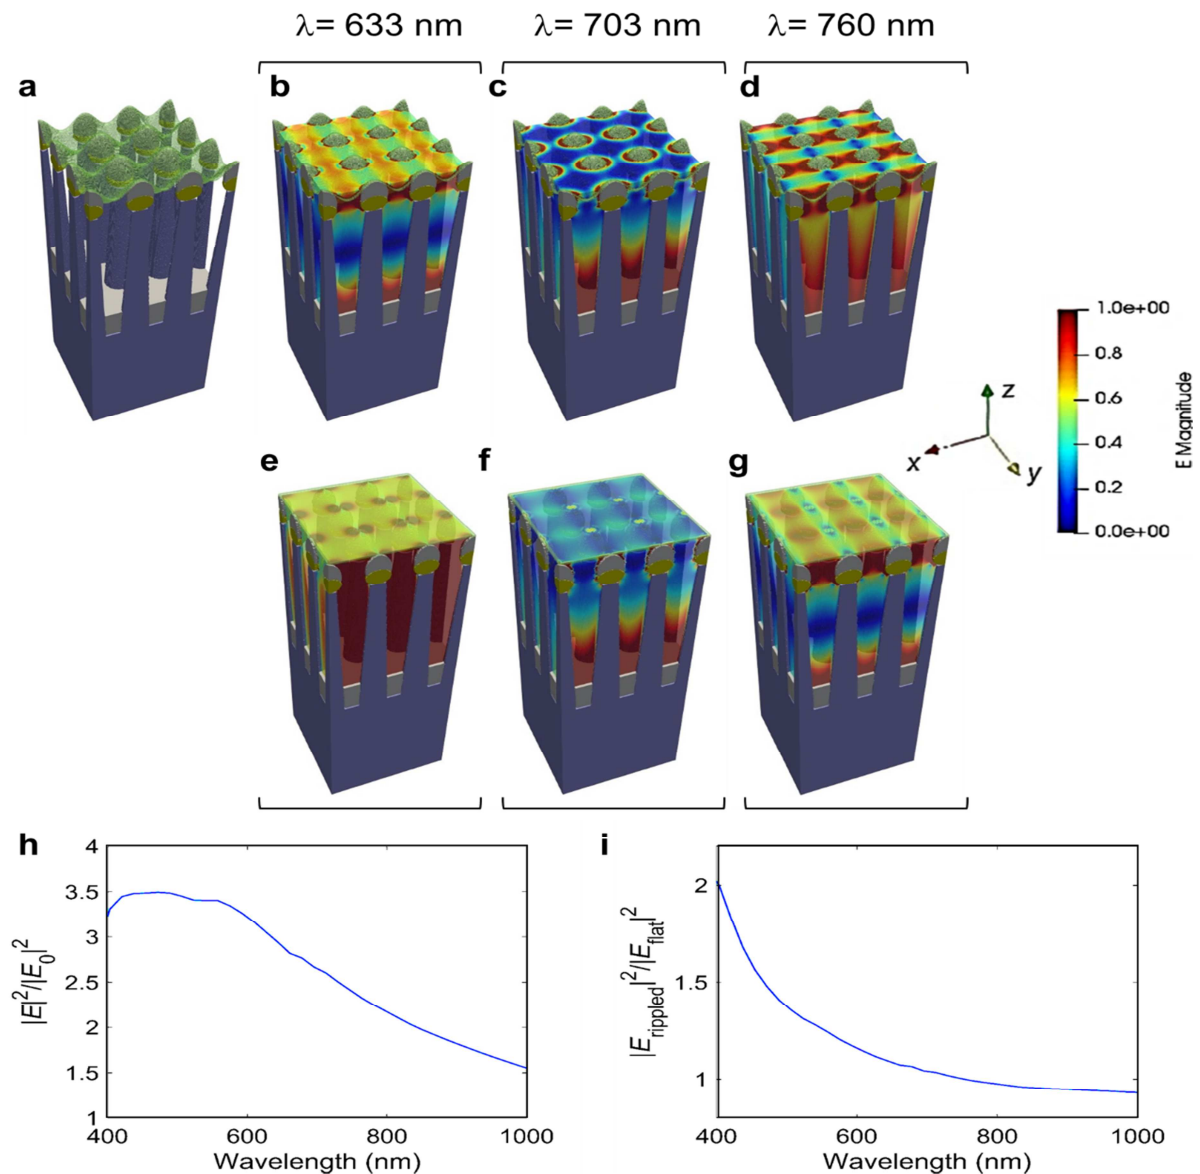 λ= 633 nm λ= 703 nm λ= 760 nm
a b c d
1.0e+00
0.8
0.6
0.4
0.2
0.0e+00
E Magnitude
z
x
y
e f g
h
4
3.5
3
2.5
2
1.5
1
|E|²/|E₀|²
400 600 800 1000
Wavelength (nm)
i
2
1.5
1
|E_rippled|²/|E_flat|²
400 600 800 1000
Wavelength (nm)